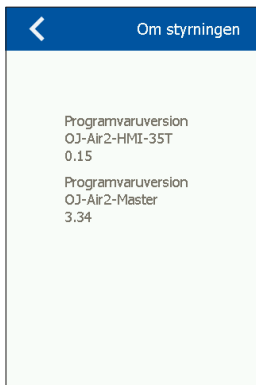 Om styrningen
Programvaruversion
OJ-Air2-HMI-35T
0.15
Programvaruversion
OJ-Air2-Master
3.34